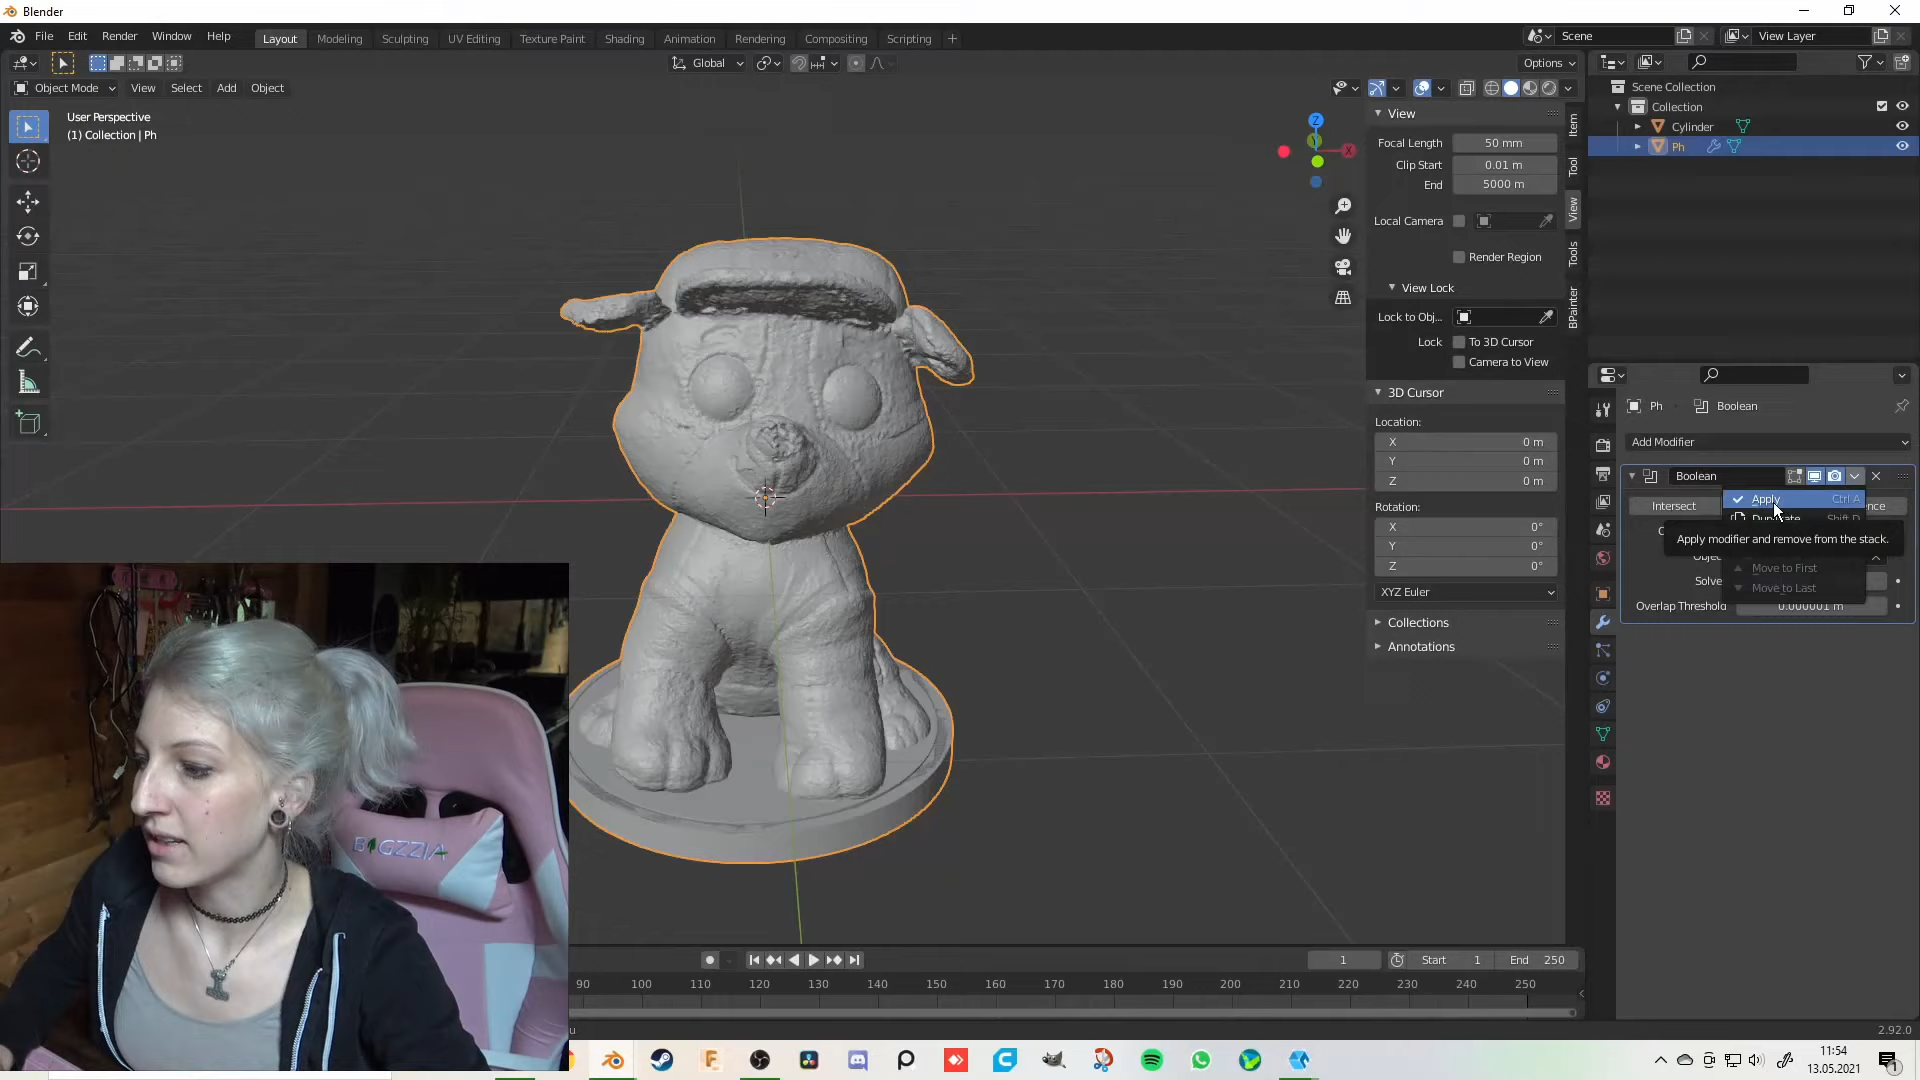 Blender
File Edit Render Window Help
Layout Modeling Sculpting UV Editing Texture Paint Shading Animation Rendering Compositing Scripting
Scene View Layer
Global Options
Object Mode View Select Add Object
User Perspective
(1) Collection | Ph
Z
X
View
Focal Length 50 mm
Clip Start 0.01 m
End 5000 m
Local Camera
Render Region
View Lock
Lock to Obj...
Lock To 3D Cursor
Camera to View
3D Cursor
Location:
X 0 m
Y 0 m
Z 0 m
Rotation:
X 0°
Y 0°
Z 0°
XYZ Euler
Collections
Annotations
Item
Tool
View
Tools
BPainter
Scene Collection
Collection
Cylinder
Ph
Ph Boolean
Add Modifier
Boolean
Intersect
Apply Ctrl A
Duplicate Shift D
Apply modifier and remove from the stack.
Move to First
Solve
Move to Last
Overlap Threshold 0.000001 m
1 Start 1 End 250
90 100 110 120 130 140 150 160 170 180 190 200 210 220 230 240 250
2.92.0
11:54
13.05.2021